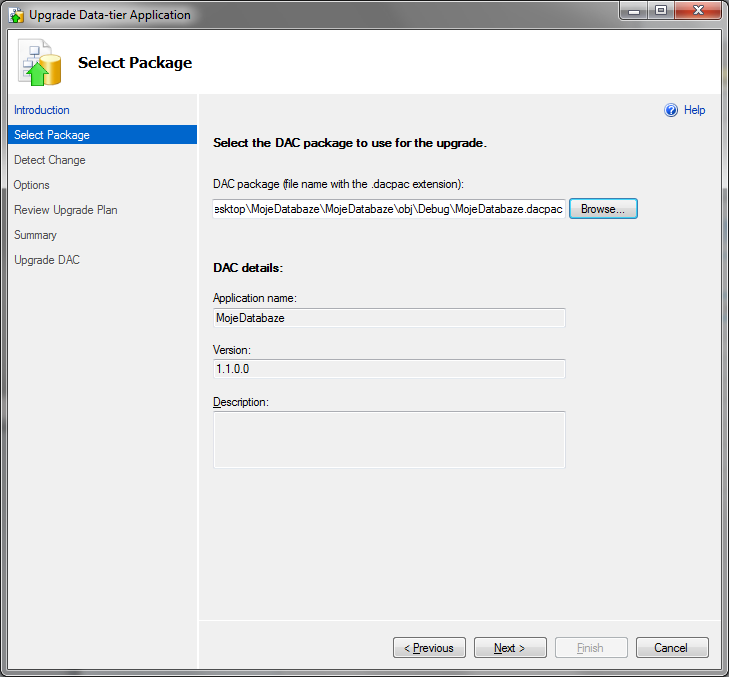 Upgrade Data-tier Application
Select Package
Introduction
Select Package
Detect Change
Options
Review Upgrade Plan
Summary
Upgrade DAC
Help
Select the DAC package to use for the upgrade.
DAC package (file name with the .dacpac extension):
esktop\MojeDatabaze\MojeDatabaze\obj\Debug\MojeDatabaze.dacpac
Browse...
DAC details:
Application name:
MojeDatabaze
Version:
1.1.0.0
Description:
< Previous
Next >
Finish
Cancel